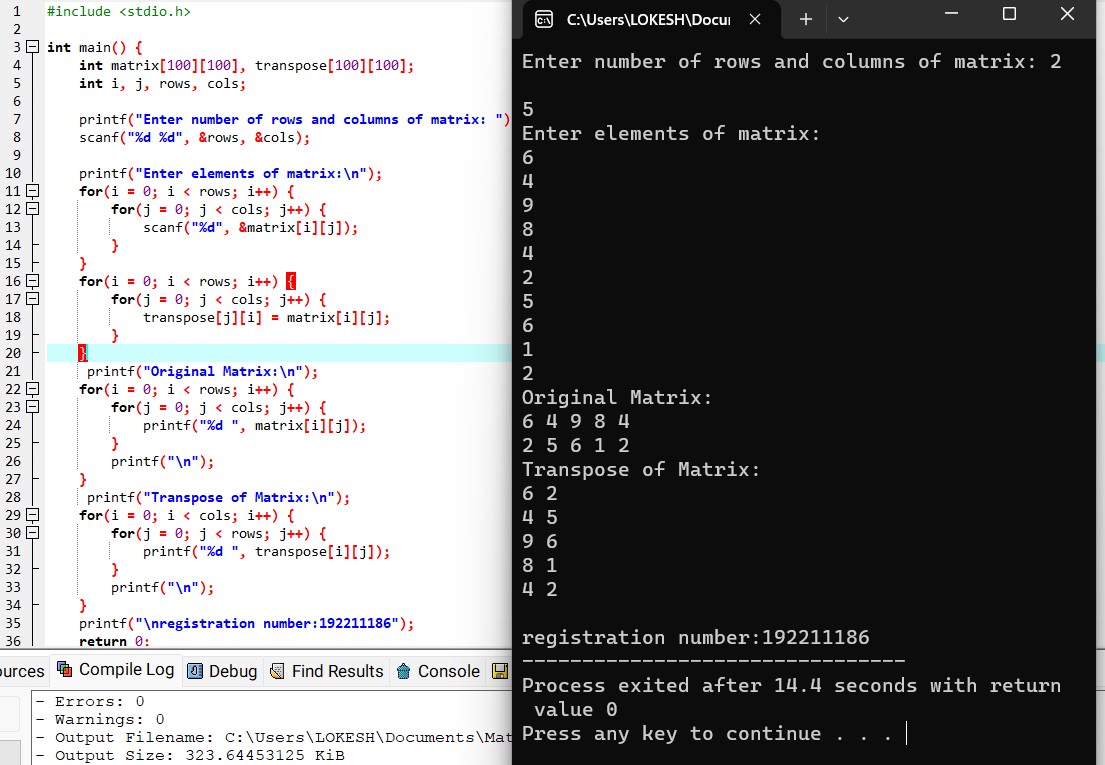 1 #include <stdio.h>
2
3 int main() {
4 int matrix[100][100], transpose[100][100];
5 int i, j, rows, cols;
6
7 printf("Enter number of rows and columns of matrix: ")
8 scanf("%d %d", &rows, &cols);
9
10 printf("Enter elements of matrix:\n");
11 for(i = 0; i < rows; i++) {
12 for(j = 0; j < cols; j++) {
13 scanf("%d", &matrix[i][j]);
14 }
15 }
16 for(i = 0; i < rows; i++) {
17 for(j = 0; j < cols; j++) {
18 transpose[j][i] = matrix[i][j];
19 }
20 }
21 printf("Original Matrix:\n");
22 for(i = 0; i < rows; i++) {
23 for(j = 0; j < cols; j++) {
24 printf("%d ", matrix[i][j]);
25 }
26 printf("\n");
27 }
28 printf("Transpose of Matrix:\n");
29 for(i = 0; i < cols; i++) {
30 for(j = 0; j < rows; j++) {
31 printf("%d ", transpose[i][j]);
32 }
33 printf("\n");
34 }
35 printf("\nregistration number:192211186");
36 return 0;
ources Compile Log Debug Find Results Console
- Errors: 0
- Warnings: 0
- Output Filename: C:\Users\LOKESH\Documents\Mat
- Output Size: 323.64453125 KiB
C:\Users\LOKESH\Docu
Enter number of rows and columns of matrix: 2
5
Enter elements of matrix:
6
4
9
8
4
2
5
6
1
2
Original Matrix:
6 4 9 8 4
2 5 6 1 2
Transpose of Matrix:
6 2
4 5
9 6
8 1
4 2
registration number:192211186
--------------------------------
Process exited after 14.4 seconds with return
value 0
Press any key to continue . . .